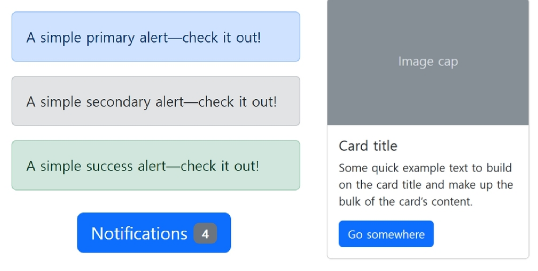 A simple primary alert—check it out!
A simple secondary alert—check it out!
A simple success alert—check it out!
Notifications 4
Image cap
Card title
Some quick example text to build
on the card title and make up the
bulk of the card's content.
Go somewhere